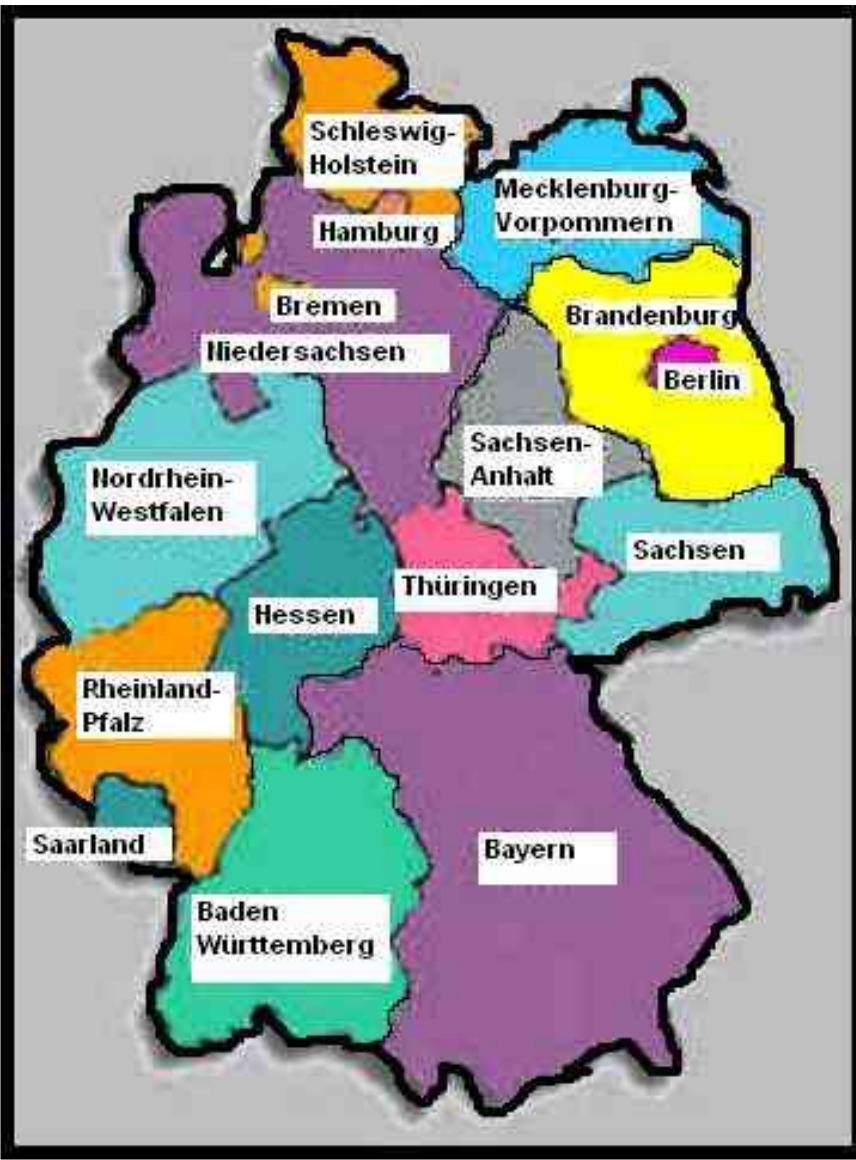 Schleswig-
Holstein
Mecklenburg-
Vorpommern
Hamburg
Bremen
Brandenburg
Niedersachsen
Berlin
Sachsen-
Anhalt
Nordrhein-
Westfalen
Sachsen
Thüringen
Hessen
Rheinland-
Pfalz
Saarland
Bayern
Baden
Württemberg